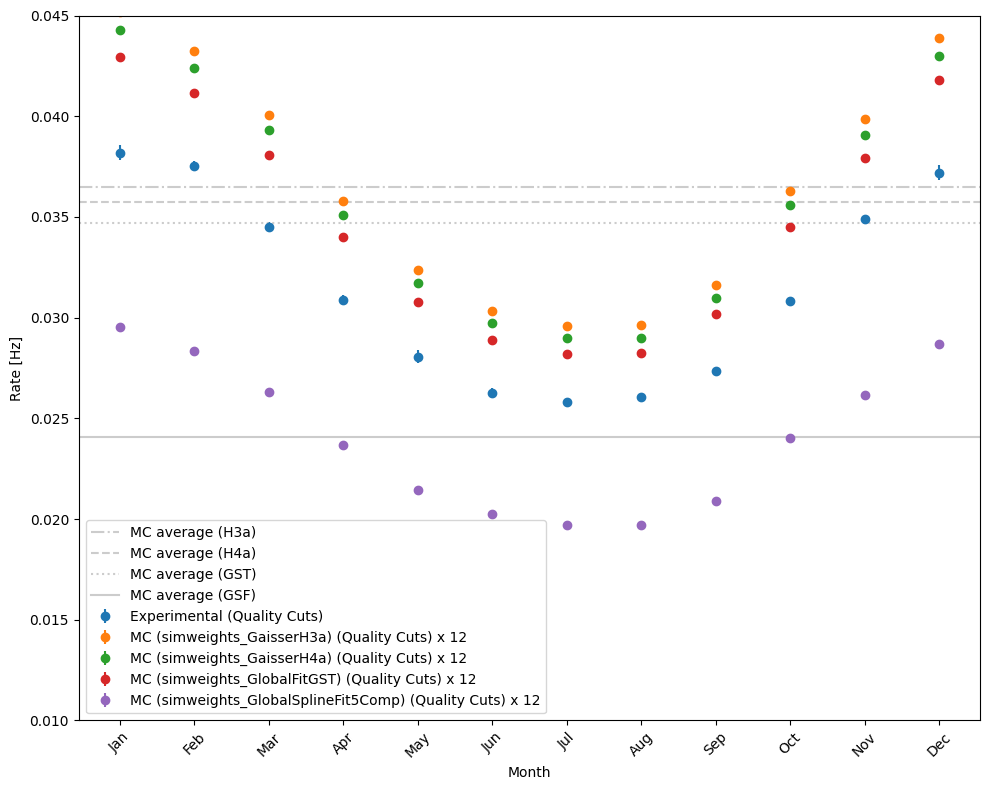 0.045
0.040
0.035
0.030
0.025
0.020
0.015
0.010
Rate [Hz]
MC average (H3a)
MC average (H4a)
MC average (GST)
MC average (GSF)
Experimental (Quality Cuts)
MC (simweights_GaisserH3a) (Quality Cuts) x 12
MC (simweights_GaisserH4a) (Quality Cuts) x 12
MC (simweights_GlobalFitGST) (Quality Cuts) x 12
MC (simweights_GlobalSplineFit5Comp) (Quality Cuts) x 12
Jan Feb Mar Apr May Jun Jul Aug Sep Oct Nov Dec
Month